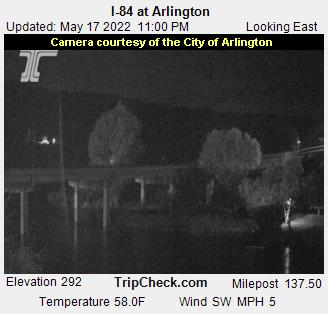 I-84 at Arlington
Updated: May 17 2022 11:00 PM Looking East
Camera courtesy of the City of Arlington
Elevation 292 TripCheck.com Milepost 137.50
Temperature 58.0F Wind SW MPH 5